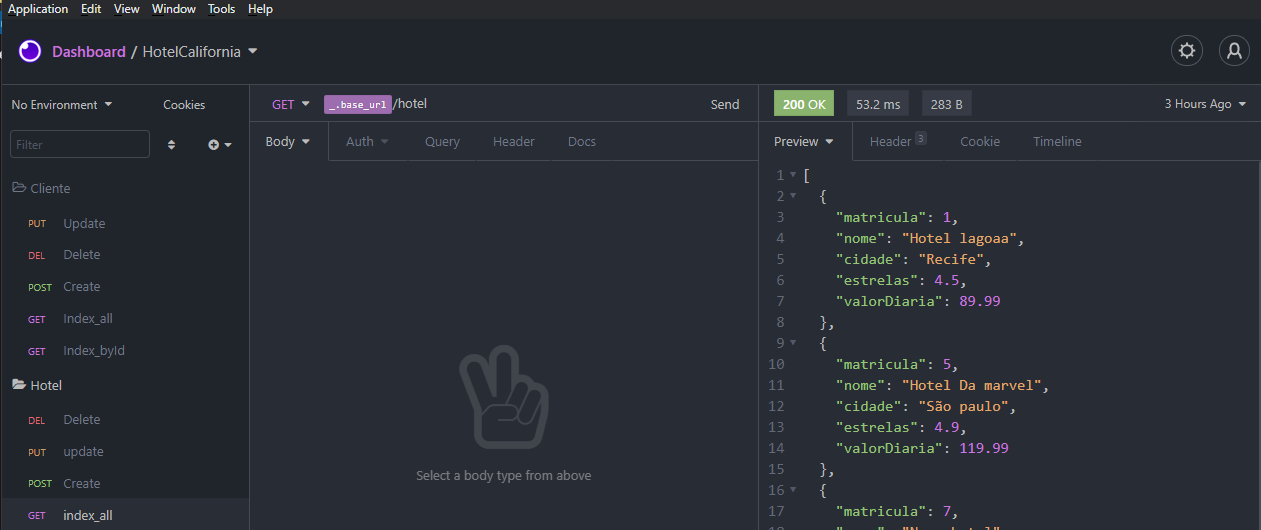 Application Edit View Window Tools Help
Dashboard / HotelCalifornia
No Environment Cookies
Filter
Cliente
PUT Update
DEL Delete
POST Create
GET Index_all
GET Index_byId
Hotel
DEL Delete
PUT update
POST Create
GET index_all
GET _.base_url/hotel Send
Body Auth Query Header Docs
Select a body type from above
200 OK 53.2 ms 283 B 3 Hours Ago
Preview Header 3 Cookie Timeline
1 [
2 {
3 "matricula": 1,
4 "nome": "Hotel lagoaa",
5 "cidade": "Recife",
6 "estrelas": 4.5,
7 "valorDiaria": 89.99
8 },
9 {
10 "matricula": 5,
11 "nome": "Hotel Da marvel",
12 "cidade": "São paulo",
13 "estrelas": 4.9,
14 "valorDiaria": 119.99
15 },
16 {
17 "matricula": 7,